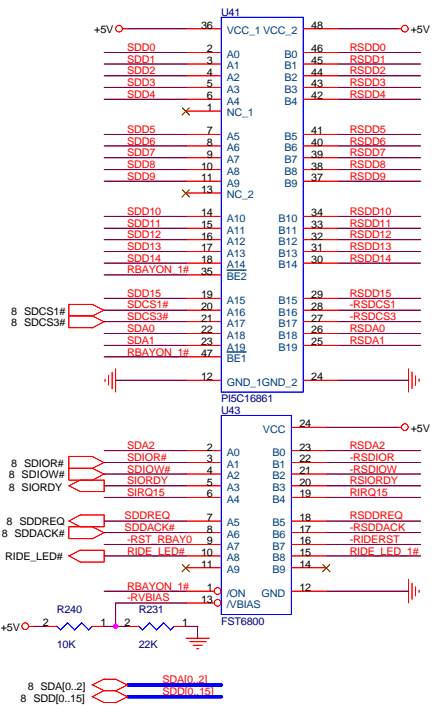 U41
+5V 36 VCC_1 VCC_2 48 +5V
SDD0 2 A0 B0 46 RSDD0
SDD1 3 A1 B1 45 RSDD1
SDD2 4 A2 B2 44 RSDD2
SDD3 5 A3 B3 43 RSDD3
SDD4 6 A4 B4 42 RSDD4
1 NC_1
SDD5 7 A5 B5 41 RSDD5
SDD6 8 A6 B6 40 RSDD6
SDD7 9 A7 B7 39 RSDD7
SDD8 10 A8 B8 38 RSDD8
SDD9 11 A9 B9 37 RSDD9
13 NC_2
SDD10 14 A10 B10 34 RSDD10
SDD11 15 A11 B11 33 RSDD11
SDD12 16 A12 B12 32 RSDD12
SDD13 17 A13 B13 31 RSDD13
SDD14 18 A14 B14 30 RSDD14
RBAYON_1# 35 BE2
SDD15 19 A15 B15 29 RSDD15
8 SDCS1# SDCS1# 20 A16 B16 28 -RSDCS1
8 SDCS3# SDCS3# 21 A17 B17 27 -RSDCS3
SDA0 22 A18 B18 26 RSDA0
SDA1 23 A19 B19 25 RSDA1
RBAYON_1# 47 BE1
12 GND_1 GND_2 24
PI5C16861
U43
VCC 24 +5V
SDA2 2 A0 B0 23 RSDA2
8 SDIOR# SDIOR# 3 A1 B1 22 -RSDIOR
8 SDIOW# SDIOW# 4 A2 B2 21 -RSDIOW
8 SIORDY SIORDY 5 A3 B3 20 RSIORDY
SIRQ15 6 A4 B4 19 RIRQ15
8 SDDREQ SDDREQ 7 A5 B5 18 RSDDREQ
8 SDDACK# SDDACK# 8 A6 B6 17 -RSDDACK
-RST_RBAY0 9 A7 B7 16 -RIDERST
RIDE_LED# RIDE_LED# 10 A8 B8 15 RIDE_LED_1#
11 A9 B9 14
RBAYON_1# 1 /ON GND 12
-RVBIAS 13 /VBIAS
FST6800
R240 R231
+5V 2 1 2 1
10K 22K
8 SDA[0..2] SDA[0..2]
8 SDD[0..15] SDD[0..15]